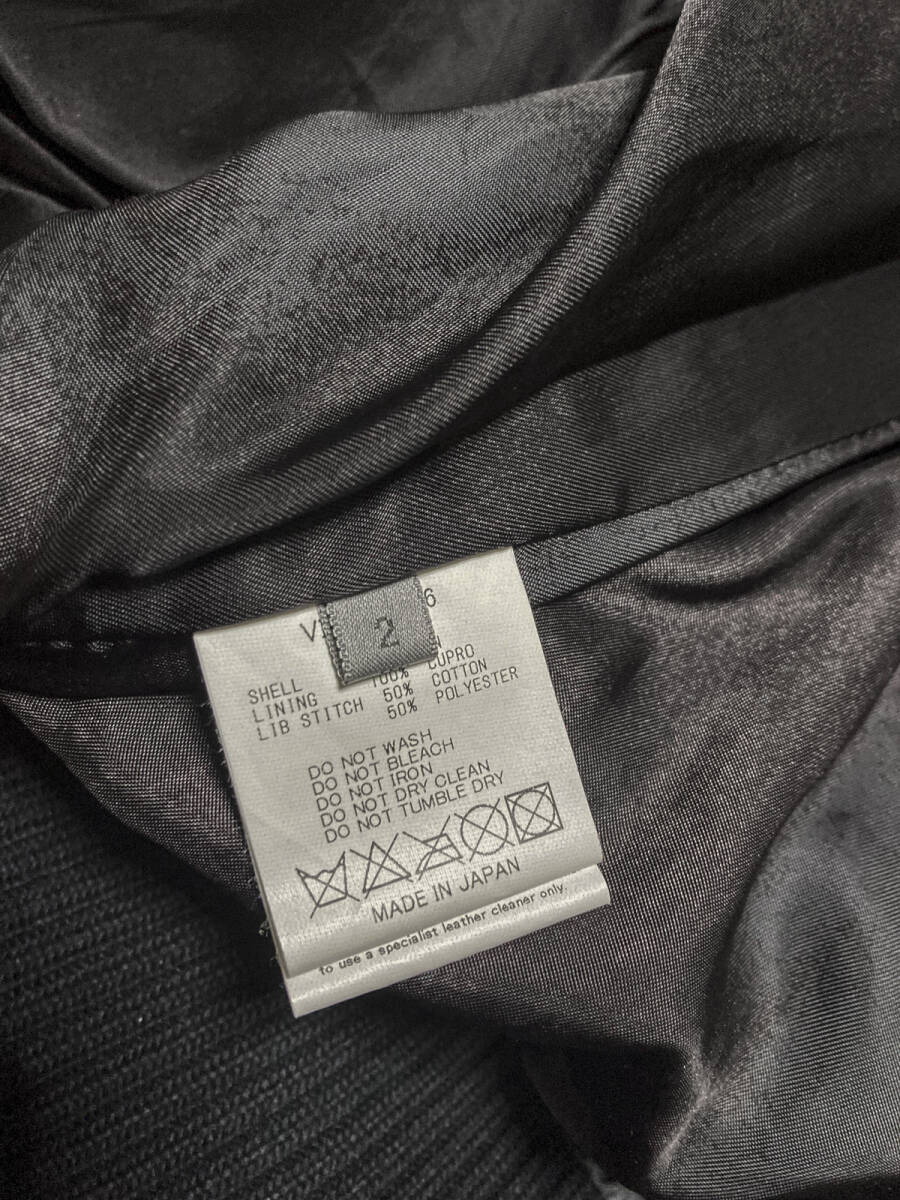 2
6
SHELL
LINING 100% CUPRO
LIB STITCH 50% COTTON
50% POLYESTER
DO NOT WASH
DO NOT BLEACH
DO NOT IRON
DO NOT DRY CLEAN
DO NOT TUMBLE DRY
MADE IN JAPAN
to use a specialist leather cleaner only.